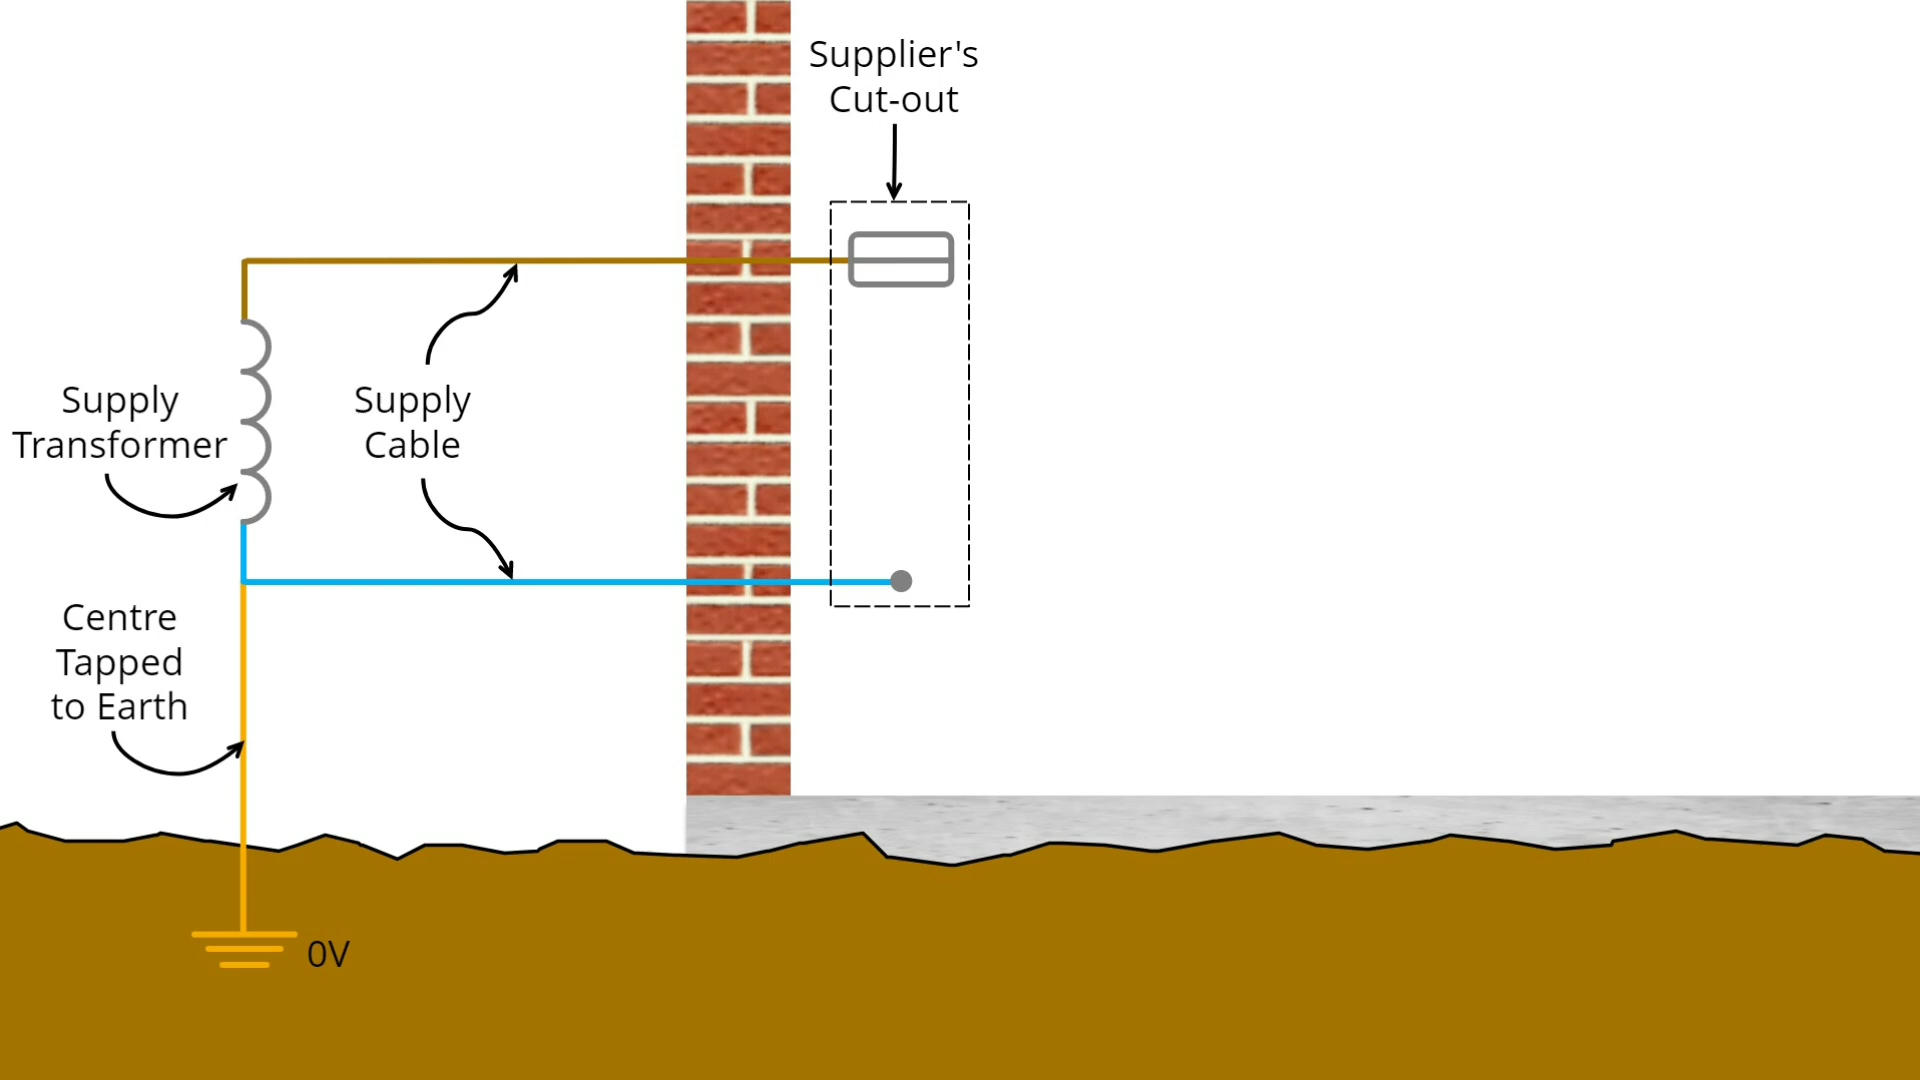 Supplier's
Cut-out
Supply
Transformer
Supply
Cable
Centre
Tapped
to Earth
0V